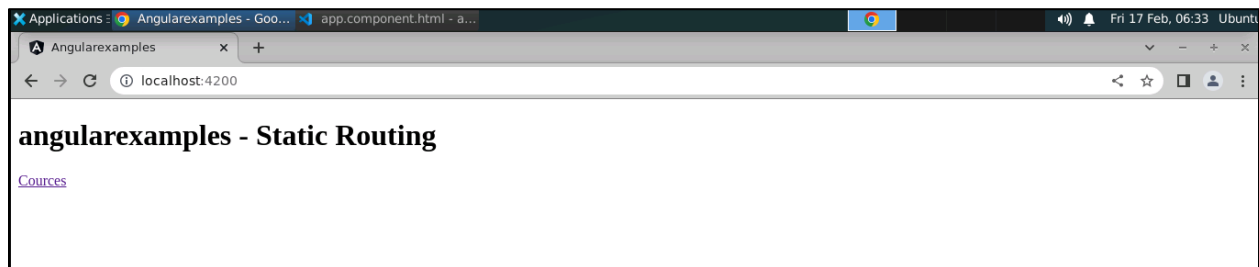 Applications Angularexamples - Goo... app.component.html - a... Fri 17 Feb, 06:33 Ubuntu
Angularexamples
localhost:4200
angularexamples - Static Routing
Cources